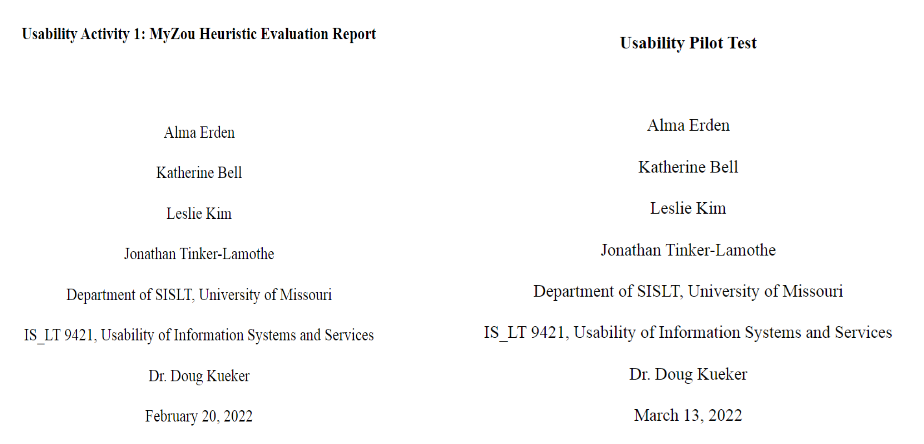 Usability Activity 1: MyZou Heuristic Evaluation Report
Alma Erden
Katherine Bell
Leslie Kim
Jonathan Tinker-Lamothe
Department of SISLT, University of Missouri
IS_LT 9421, Usability of Information Systems and Services
Dr. Doug Kueker
February 20, 2022
Usability Pilot Test
Alma Erden
Katherine Bell
Leslie Kim
Jonathan Tinker-Lamothe
Department of SISLT, University of Missouri
IS_LT 9421, Usability of Information Systems and Services
Dr. Doug Kueker
March 13, 2022